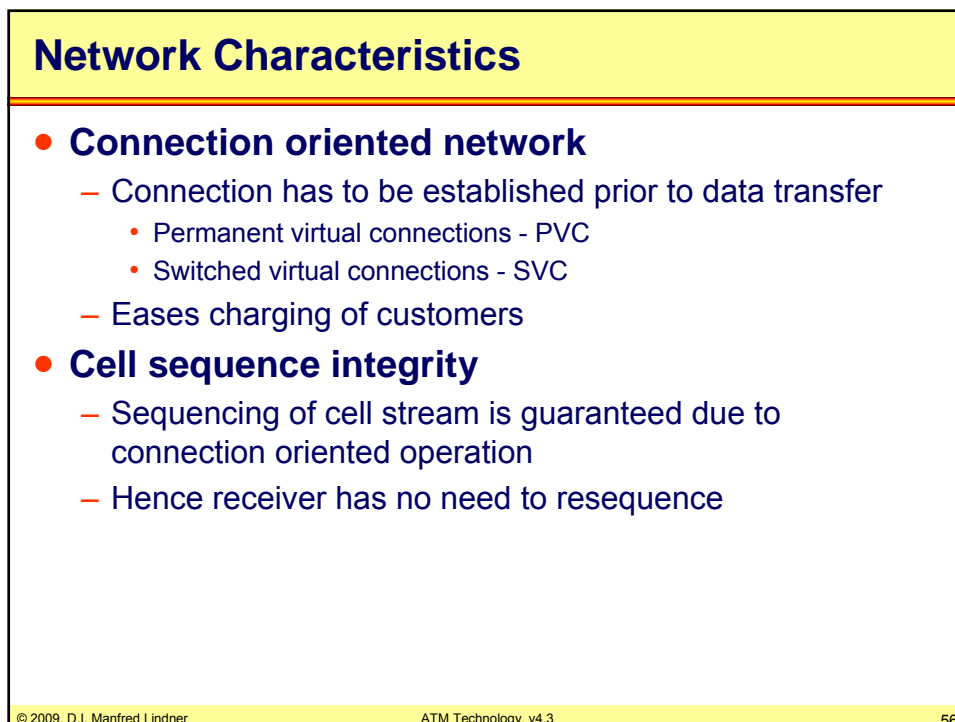 Network Characteristics
• Connection oriented network
– Connection has to be established prior to data transfer
• Permanent virtual connections - PVC
• Switched virtual connections - SVC
– Eases charging of customers
• Cell sequence integrity
– Sequencing of cell stream is guaranteed due to
connection oriented operation
– Hence receiver has no need to resequence
© 2009, D.I. Manfred Lindner
ATM Technology, v4.3
56